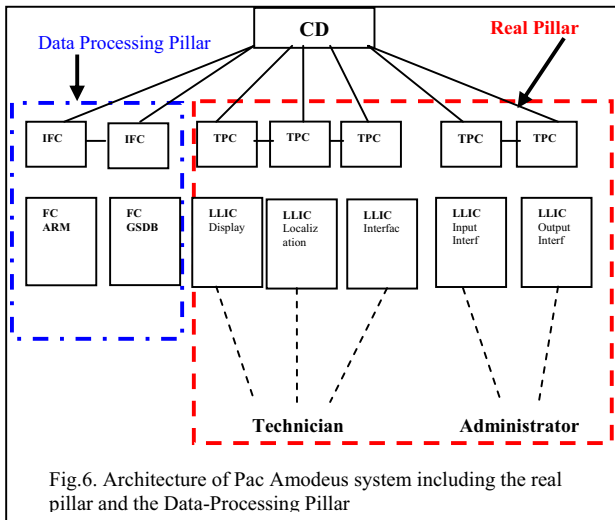 CD
Data Processing Pillar
Real Pillar
IFC
IFC
TPC
TPC
TPC
TPC
TPC
FC
ARM
FC
GSDB
LLIC
Display
LLIC
Localiz
ation
LLIC
Interfac
LLIC
Input
Interf
LLIC
Output
Interf
Technician
Administrator
Fig.6. Architecture of Pac Amodeus system including the real
pillar and the Data-Processing Pillar